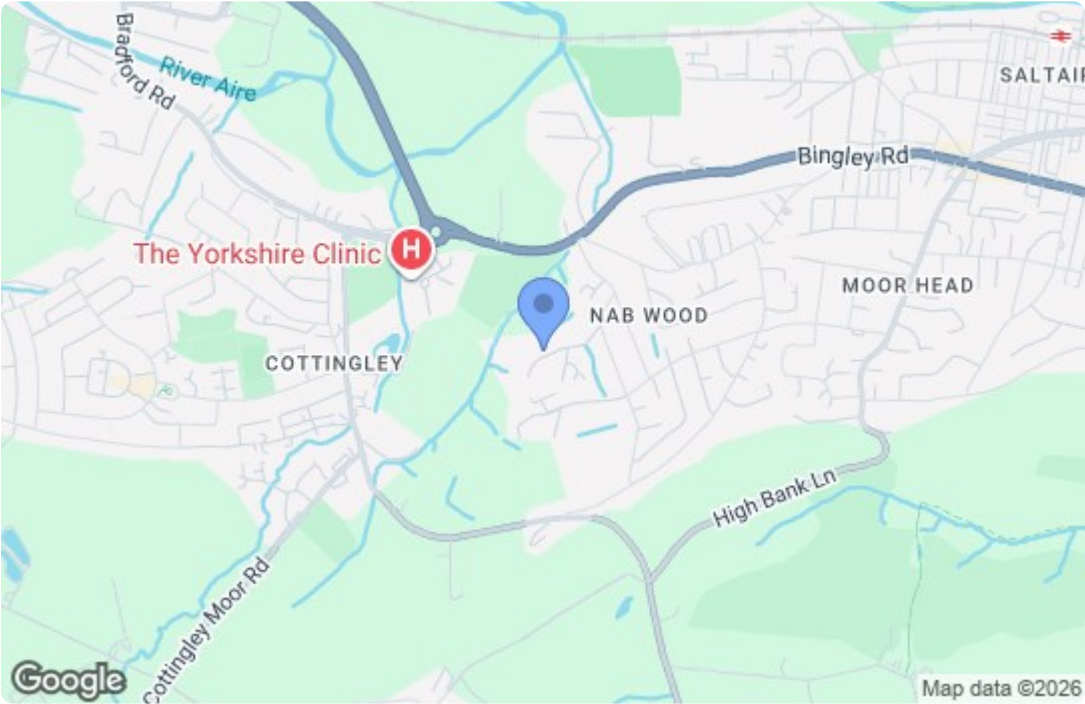 Bradford Rd
River Aire
SALTAIR
Bingley Rd
The Yorkshire Clinic
H
MOOR HEAD
NAB WOOD
COTTINGLEY
High Bank Ln
Cottingley Moor Rd
Google
Map data ©2026